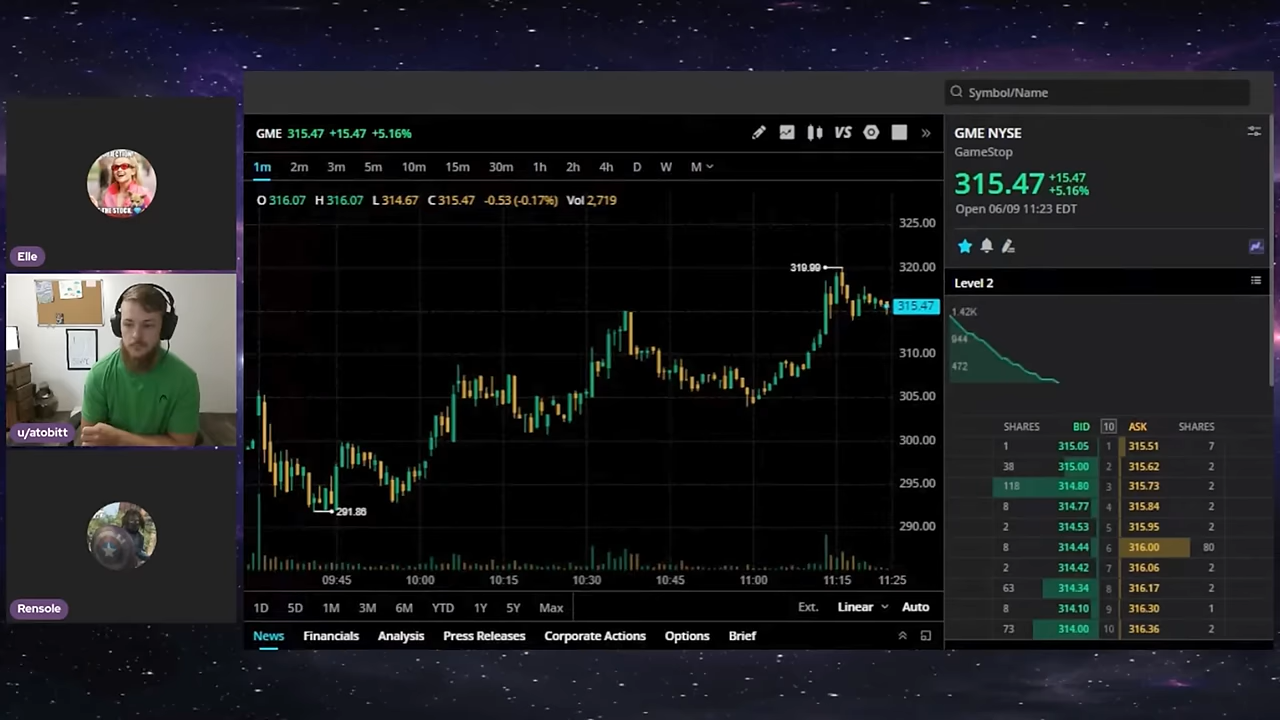 Symbol/Name
GME 315.47 +15.47 +5.16%
VS
1m 2m 3m 5m 10m 15m 30m 1h 2h 4h D W M
O 316.07 H 316.07 L 314.67 C 315.47 -0.53 (-0.17%) Vol 2,719
325.00
320.00
319.99
315.47
310.00
305.00
300.00
295.00
290.00
291.86
09:45 10:00 10:15 10:30 10:45 11:00 11:15 11:25
1D 5D 1M 3M 6M YTD 1Y 5Y Max Ext. Linear Auto
News Financials Analysis Press Releases Corporate Actions Options Brief
GME NYSE
GameStop
315.47 +15.47
+5.16%
Open 06/09 11:23 EDT
Level 2
1.42K
944
472
SHARES BID 10 ASK SHARES
1 315.05 1 315.51 7
38 315.00 2 315.62 2
118 314.80 3 315.73 2
8 314.77 4 315.84 2
2 314.53 5 315.95 2
8 314.44 6 316.00 80
2 314.42 7 316.06 2
63 314.34 8 316.17 2
8 314.10 9 316.30 1
73 314.00 10 316.36 2
THE STOCK
Elle
u/atobitt
Rensole